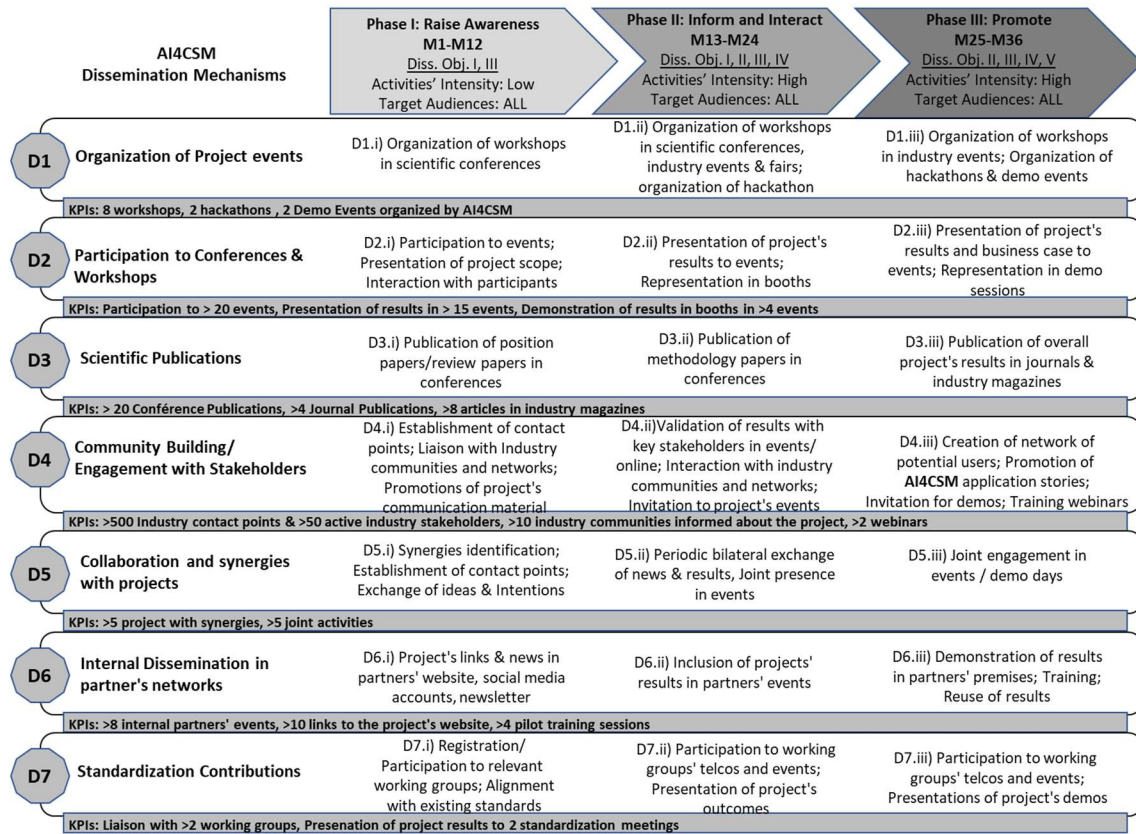 AI4CSM
Dissemination Mechanisms
Phase I: Raise Awareness
M1-M12
Diss. Obj. I, III
Activities' Intensity: Low
Target Audiences: ALL
Phase II: Inform and Interact
M13-M24
Diss. Obj. I, II, III, IV
Activities' Intensity: High
Target Audiences: ALL
Phase III: Promote
M25-M36
Diss. Obj. II, III, IV, V
Activities' Intensity: High
Target Audiences: ALL
D1
Organization of Project events
D1.i) Organization of workshops
in scientific conferences
D1.ii) Organization of workshops
in scientific conferences,
industry events & fairs;
organization of hackathon
D1.iii) Organization of workshops
in industry events; Organization of
hackathons & demo events
KPIs: 8 workshops, 2 hackathons , 2 Demo Events organized by AI4CSM
D2
Participation to Conferences &
Workshops
D2.i) Participation to events;
Presentation of project scope;
Interaction with participants
D2.ii) Presentation of project's
results to events;
Representation in booths
D2.iii) Presentation of project's
results and business case to
events; Representation in demo
sessions
KPIs: Participation to > 20 events, Presentation of results in > 15 events, Demonstration of results in booths in >4 events
D3
Scientific Publications
D3.i) Publication of position
papers/review papers in
conferences
D3.ii) Publication of
methodology papers in
conferences
D3.iii) Publication of overall
project's results in journals &
industry magazines
KPIs: > 20 Conférence Publications, >4 Journal Publications, >8 articles in industry magazines
D4
Community Building/
Engagement with Stakeholders
D4.i) Establishment of contact
points; Liaison with Industry
communities and networks;
Promotions of project's
communication material
D4.ii)Validation of results with
key stakeholders in events/
online; Interaction with industry
communities and networks;
Invitation to project's events
D4.iii) Creation of network of
potential users; Promotion of
AI4CSM application stories;
Invitation for demos; Training webinars
KPIs: >500 Industry contact points & >50 active industry stakeholders, >10 industry communities informed about the project, >2 webinars
D5
Collaboration and synergies
with projects
D5.i) Synergies identification;
Establishment of contact points;
Exchange of ideas & Intentions
D5.ii) Periodic bilateral exchange
of news & results, Joint presence
in events
D5.iii) Joint engagement in
events / demo days
KPIs: >5 project with synergies, >5 joint activities
D6
Internal Dissemination in
partner's networks
D6.i) Project's links & news in
partners' website, social media
accounts, newsletter
D6.ii) Inclusion of projects'
results in partners' events
D6.iii) Demonstration of results
in partners' premises; Training;
Reuse of results
KPIs: >8 internal partners' events, >10 links to the project's website, >4 pilot training sessions
D7
Standardization Contributions
D7.i) Registration/
Participation to relevant
working groups; Alignment
with existing standards
D7.ii) Participation to working
groups' telcos and events;
Presentation of project's
outcomes
D7.iii) Participation to working
groups' telcos and events;
Presentations of project's demos
KPIs: Liaison with >2 working groups, Presenation of project results to 2 standardization meetings